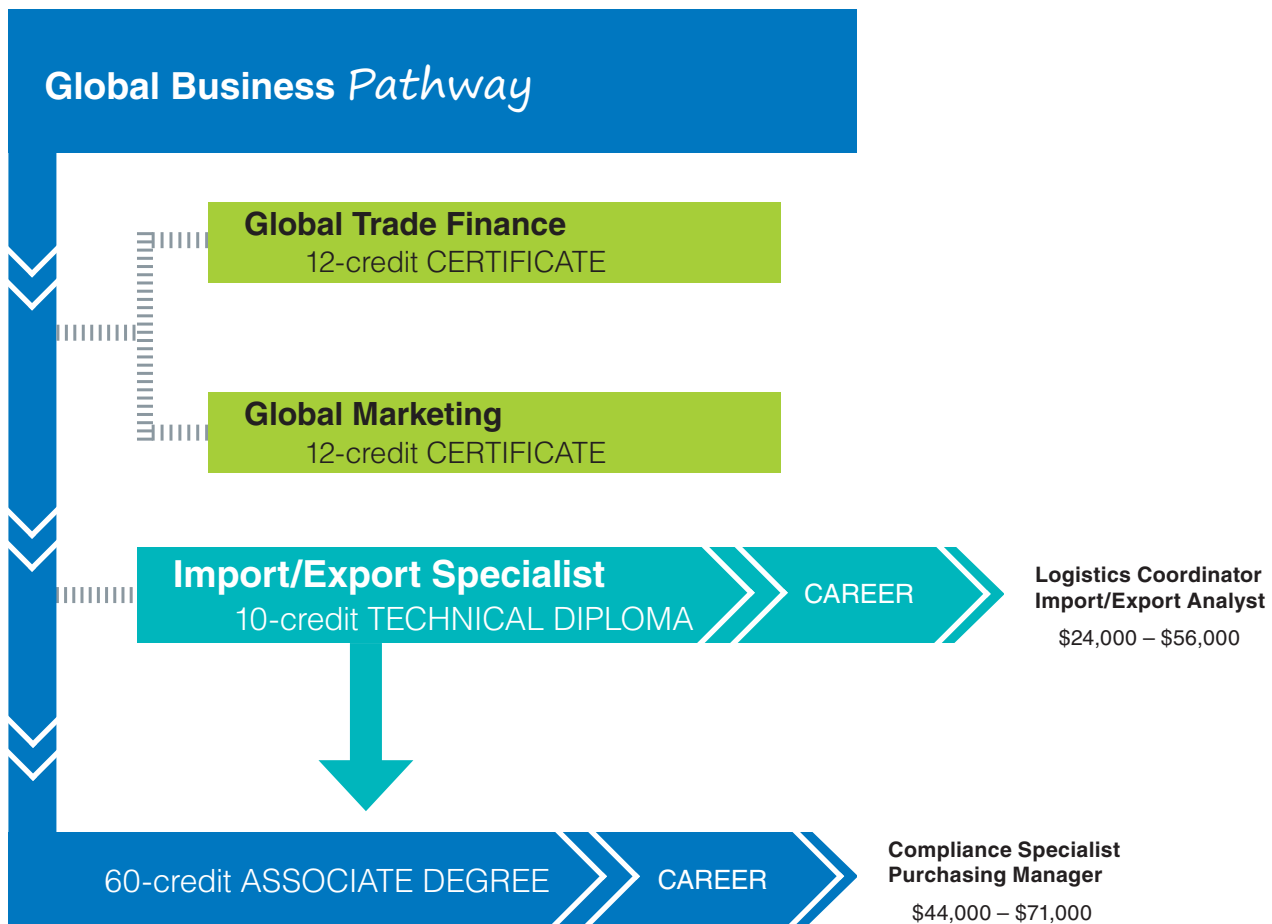 Global Business Pathway
Global Trade Finance
12-credit CERTIFICATE
Global Marketing
12-credit CERTIFICATE
Import/Export Specialist
10-credit TECHNICAL DIPLOMA
CAREER
Logistics Coordinator
Import/Export Analyst
$24,000 – $56,000
60-credit ASSOCIATE DEGREE
CAREER
Compliance Specialist
Purchasing Manager
$44,000 – $71,000